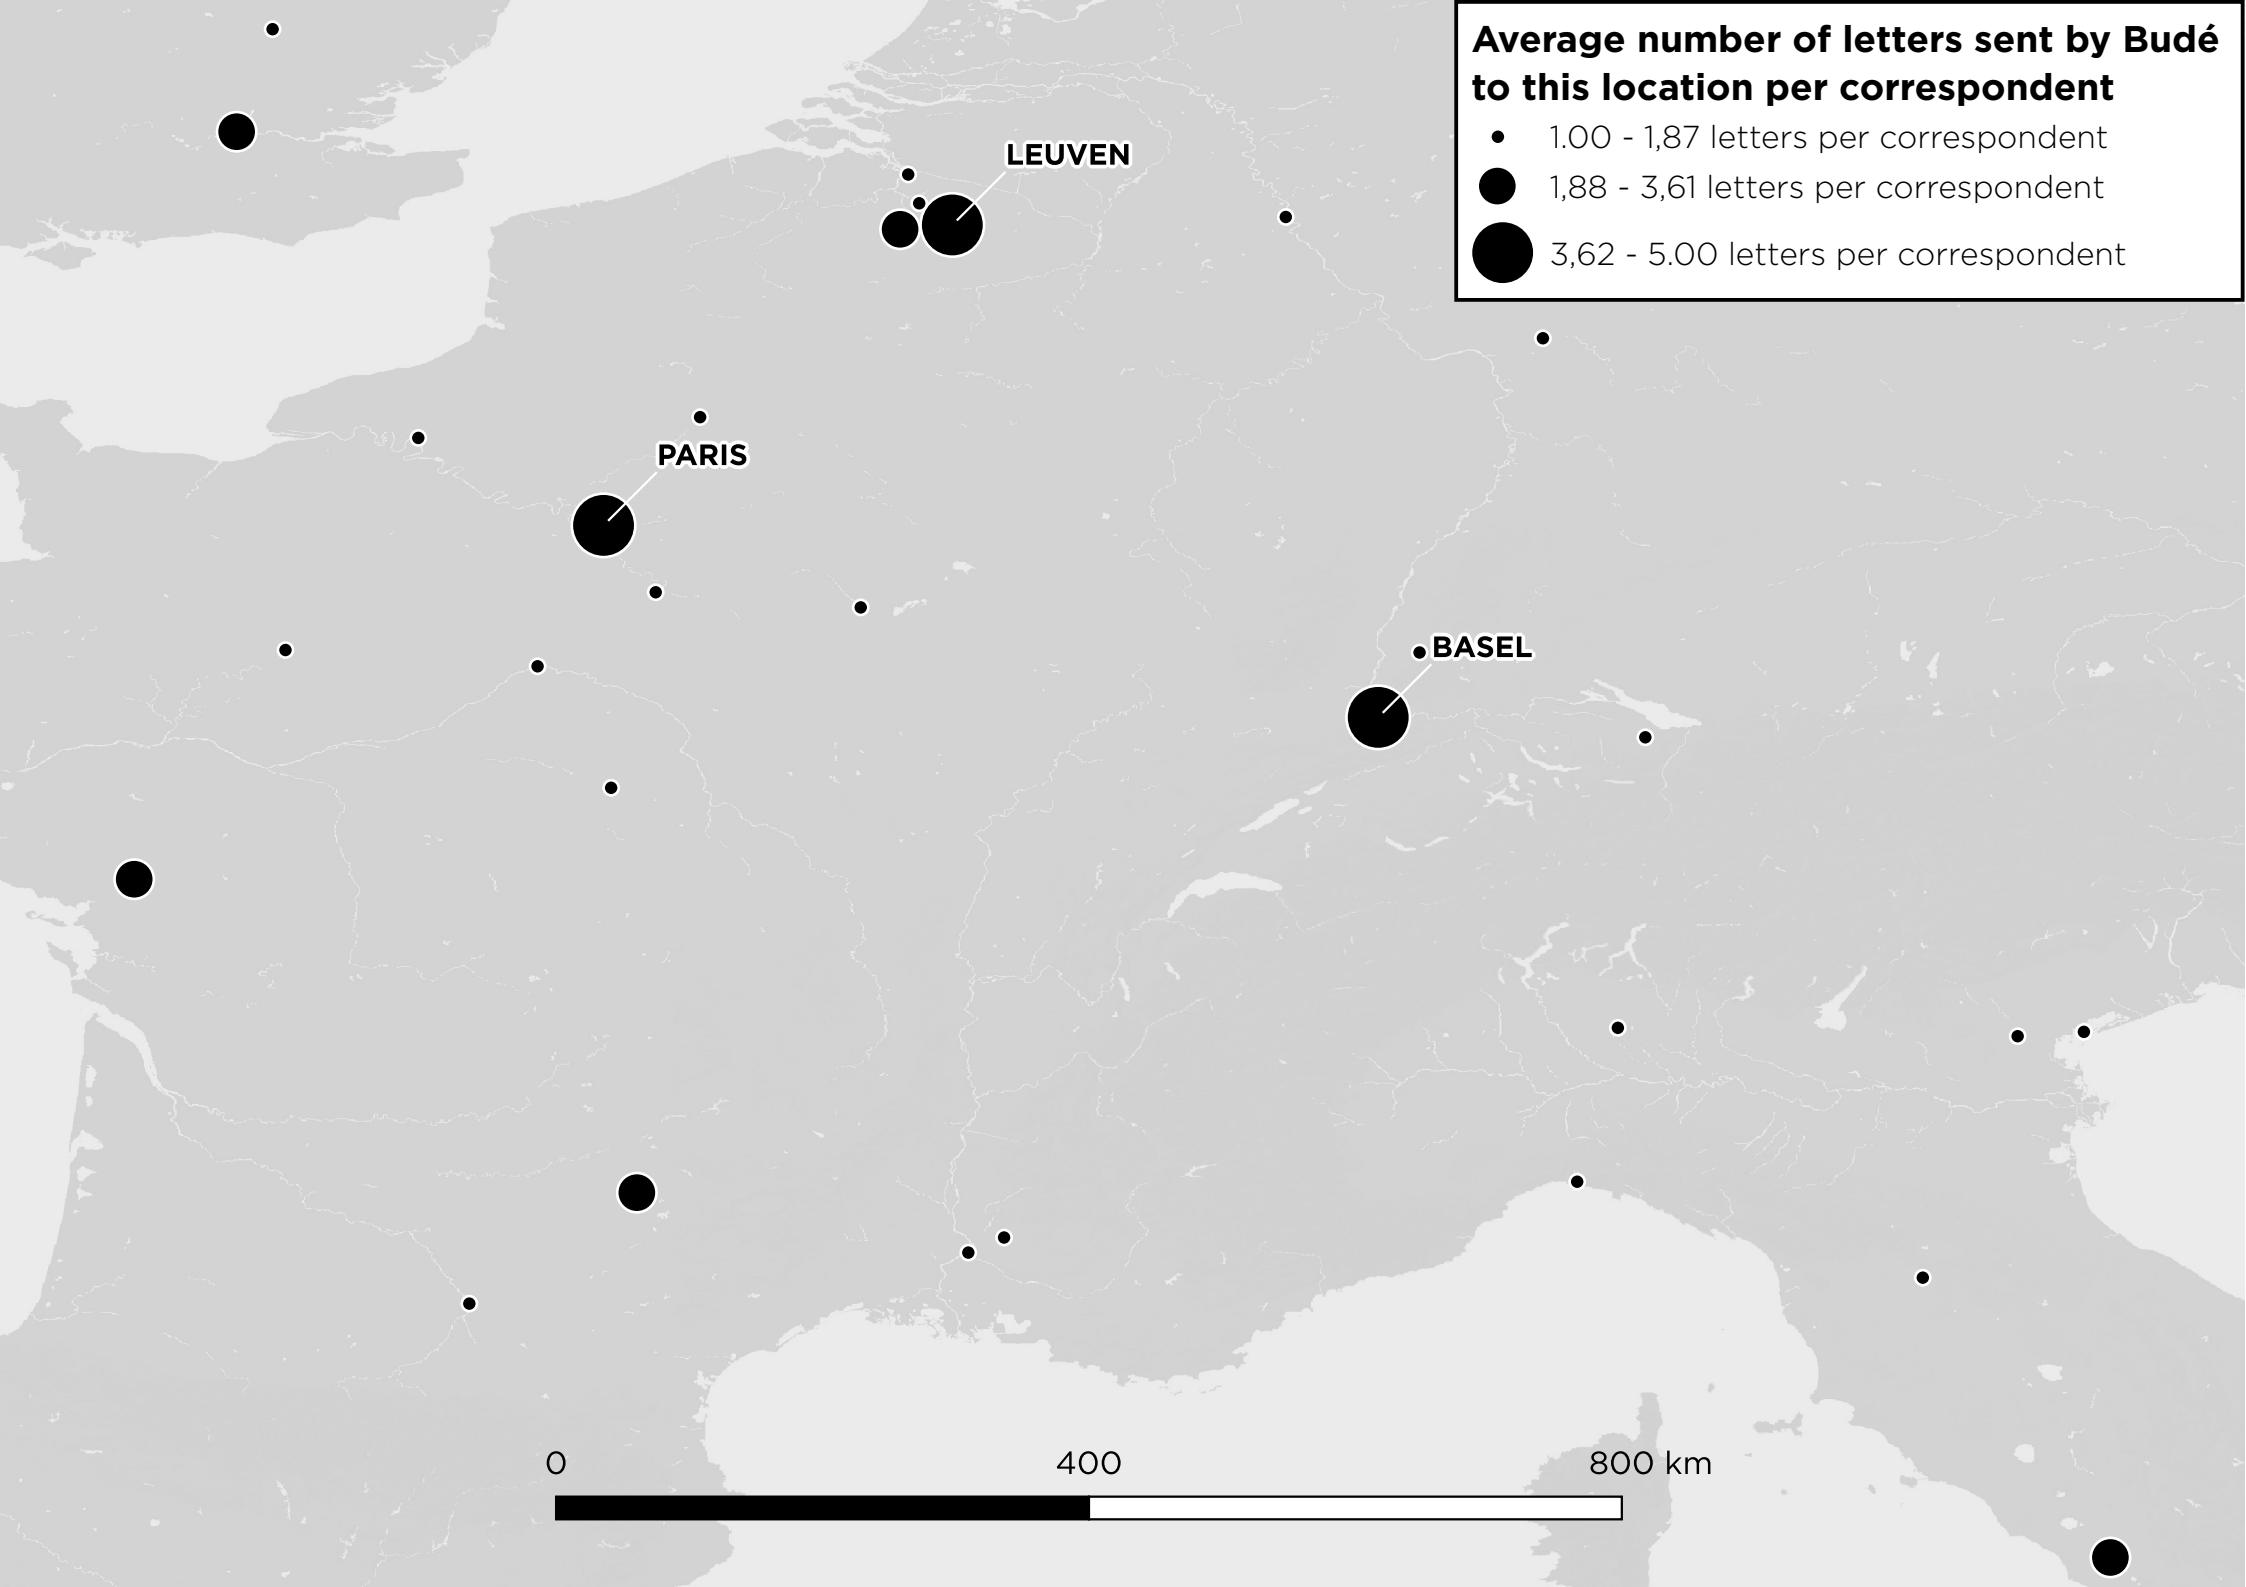 Average number of letters sent by Budé
to this location per correspondent
1.00 - 1,87 letters per correspondent
1,88 - 3,61 letters per correspondent
3,62 - 5.00 letters per correspondent
LEUVEN
PARIS
BASEL
0 400 800 km